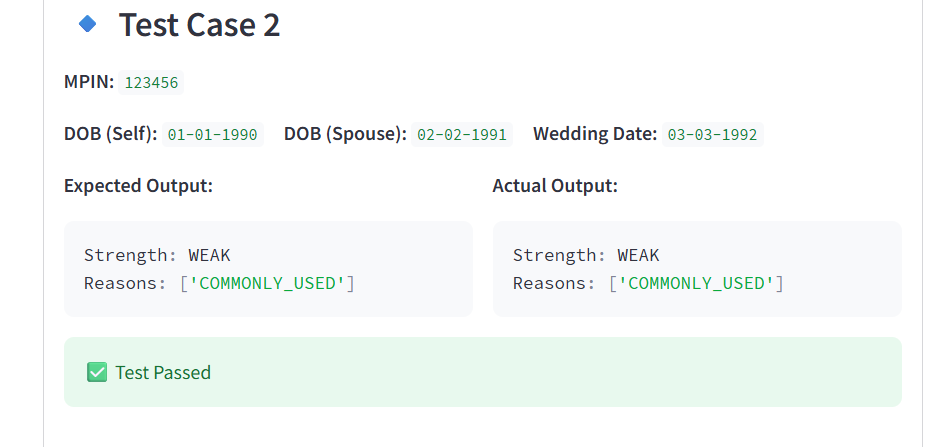 Test Case 2
MPIN: 123456
DOB (Self): 01-01-1990 DOB (Spouse): 02-02-1991 Wedding Date: 03-03-1992
Expected Output:
Strength: WEAK
Reasons: ['COMMONLY_USED']
Actual Output:
Strength: WEAK
Reasons: ['COMMONLY_USED']
Test Passed